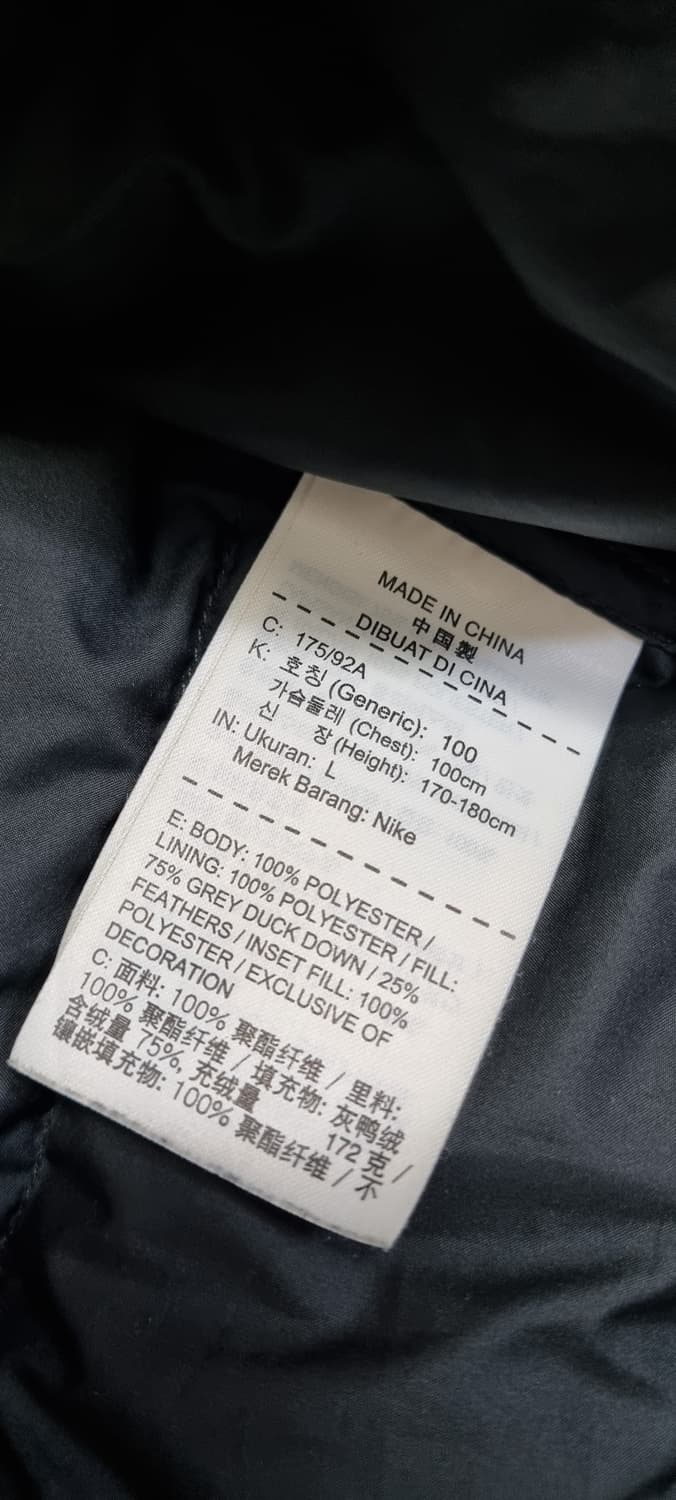 MADE IN CHINA
中国製
DIBUAT DI CINA
C: 175/92A
K: 호칭 (Generic): 100
가슴둘레 (Chest): 100cm
신 장 (Height): 170-180cm
IN: Ukuran: L
Merek Barang: Nike
E: BODY: 100% POLYESTER /
LINING: 100% POLYESTER / FILL:
75% GREY DUCK DOWN / 25%
FEATHERS / INSET FILL: 100%
POLYESTER / EXCLUSIVE OF
DECORATION
C: 面料: 100% 聚酯纤维 / 里料:
100% 聚酯纤维 / 填充物: 灰鸭绒
含绒量 75%, 充绒量 172 克 /
镶嵌填充物: 100% 聚酯纤维 / 不